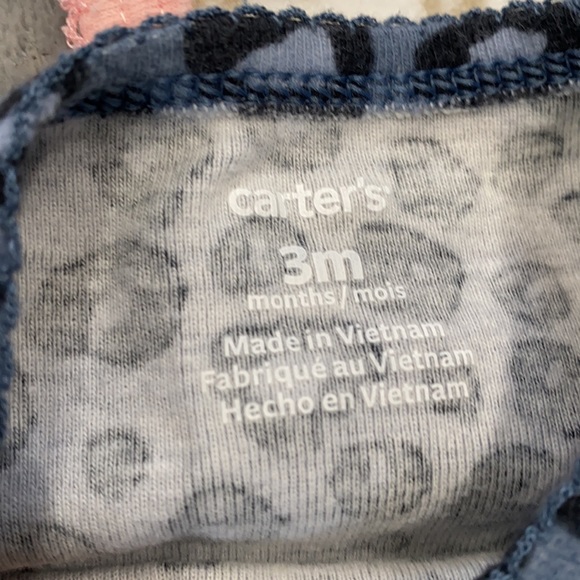 carter's
3m
months / mois
Made in Vietnam
Fabriqué au Vietnam
Hecho en Vietnam